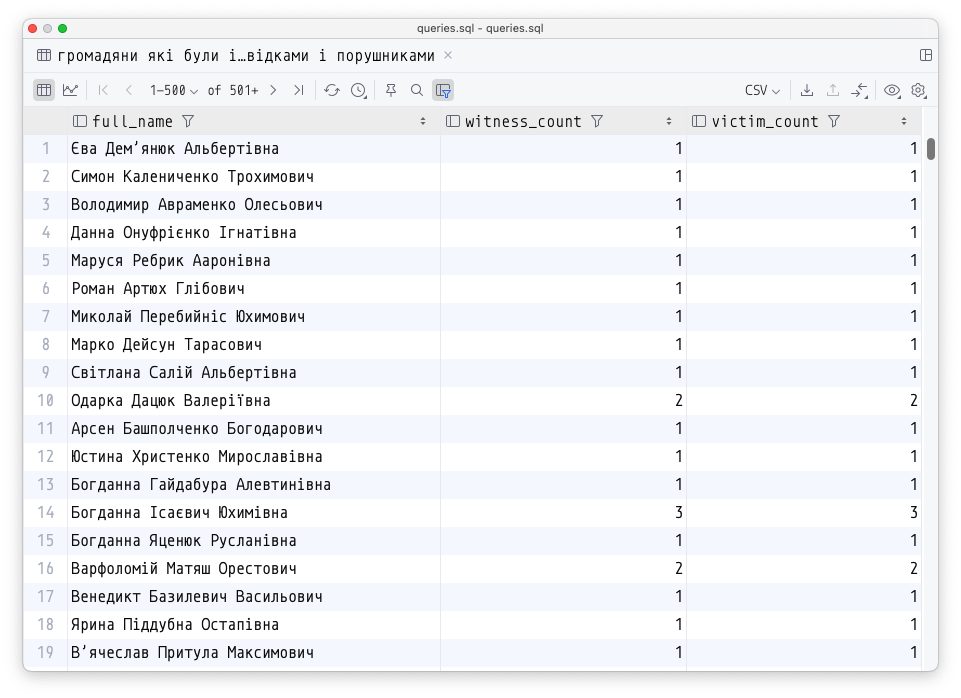 queries.sql – queries.sql
громадяни які були і…відками і порушниками ×
1–500 of 501+ CSV
full_name witness_count victim_count
1 Єва Дем’янюк Альбертівна 1 1
2 Симон Калениченко Трохимович 1 1
3 Володимир Авраменко Олесьович 1 1
4 Данна Онуфрієнко Ігнатівна 1 1
5 Маруся Ребрик Ааронівна 1 1
6 Роман Артюх Глібович 1 1
7 Миколай Перебийніс Юхимович 1 1
8 Марко Дейсун Тарасович 1 1
9 Світлана Салій Альбертівна 1 1
10 Одарка Дацюк Валеріївна 2 2
11 Арсен Башполченко Богодарович 1 1
12 Юстина Христенко Мирославівна 1 1
13 Богданна Гайдабура Алевтинівна 1 1
14 Богданна Ісаєвич Юхимівна 3 3
15 Богданна Яценюк Русланівна 1 1
16 Варфоломій Матяш Орестович 2 2
17 Венедикт Базилевич Васильович 1 1
18 Ярина Піддубна Остапівна 1 1
19 В’ячеслав Притула Максимович 1 1